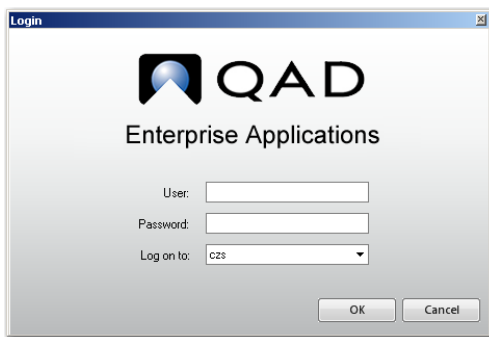 Login
QAD
Enterprise Applications
User:
Password:
Log on to: czs
OK Cancel